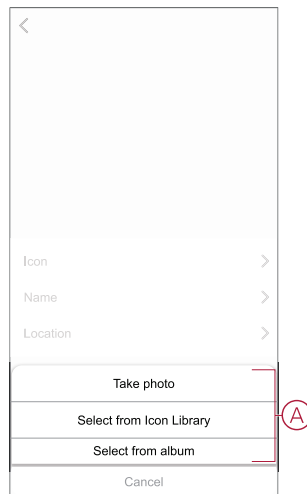 Icon
Name
Location
Take photo
Select from Icon Library
Select from album
Cancel
A